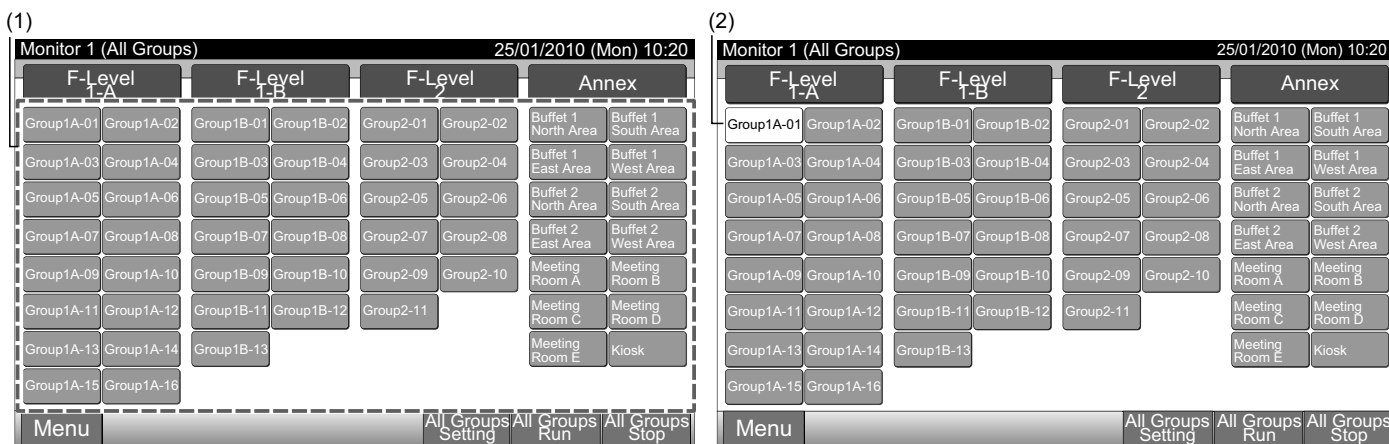 (1)
Monitor 1 (All Groups) 25/01/2010 (Mon) 10:20
F-Level 1-A F-Level 1-B F-Level 2 Annex
Group1A-01 Group1A-02 Group1B-01 Group1B-02 Group2-01 Group2-02 Buffet 1 North Area Buffet 1 South Area
Group1A-03 Group1A-04 Group1B-03 Group1B-04 Group2-03 Group2-04 Buffet 1 East Area Buffet 1 West Area
Group1A-05 Group1A-06 Group1B-05 Group1B-06 Group2-05 Group2-06 Buffet 2 North Area Buffet 2 South Area
Group1A-07 Group1A-08 Group1B-07 Group1B-08 Group2-07 Group2-08 Buffet 2 East Area Buffet 2 West Area
Group1A-09 Group1A-10 Group1B-09 Group1B-10 Group2-09 Group2-10 Meeting Room A Meeting Room B
Group1A-11 Group1A-12 Group1B-11 Group1B-12 Group2-11 Meeting Room C Meeting Room D
Group1A-13 Group1A-14 Group1B-13 Meeting Room E Kiosk
Group1A-15 Group1A-16
Menu All Groups Setting All Groups Run All Groups Stop
(2)
Monitor 1 (All Groups) 25/01/2010 (Mon) 10:20
F-Level 1-A F-Level 1-B F-Level 2 Annex
Group1A-01 Group1A-02 Group1B-01 Group1B-02 Group2-01 Group2-02 Buffet 1 North Area Buffet 1 South Area
Group1A-03 Group1A-04 Group1B-03 Group1B-04 Group2-03 Group2-04 Buffet 1 East Area Buffet 1 West Area
Group1A-05 Group1A-06 Group1B-05 Group1B-06 Group2-05 Group2-06 Buffet 2 North Area Buffet 2 South Area
Group1A-07 Group1A-08 Group1B-07 Group1B-08 Group2-07 Group2-08 Buffet 2 East Area Buffet 2 West Area
Group1A-09 Group1A-10 Group1B-09 Group1B-10 Group2-09 Group2-10 Meeting Room A Meeting Room B
Group1A-11 Group1A-12 Group1B-11 Group1B-12 Group2-11 Meeting Room C Meeting Room D
Group1A-13 Group1A-14 Group1B-13 Meeting Room E Kiosk
Group1A-15 Group1A-16
Menu All Groups Setting All Groups Run All Groups Stop